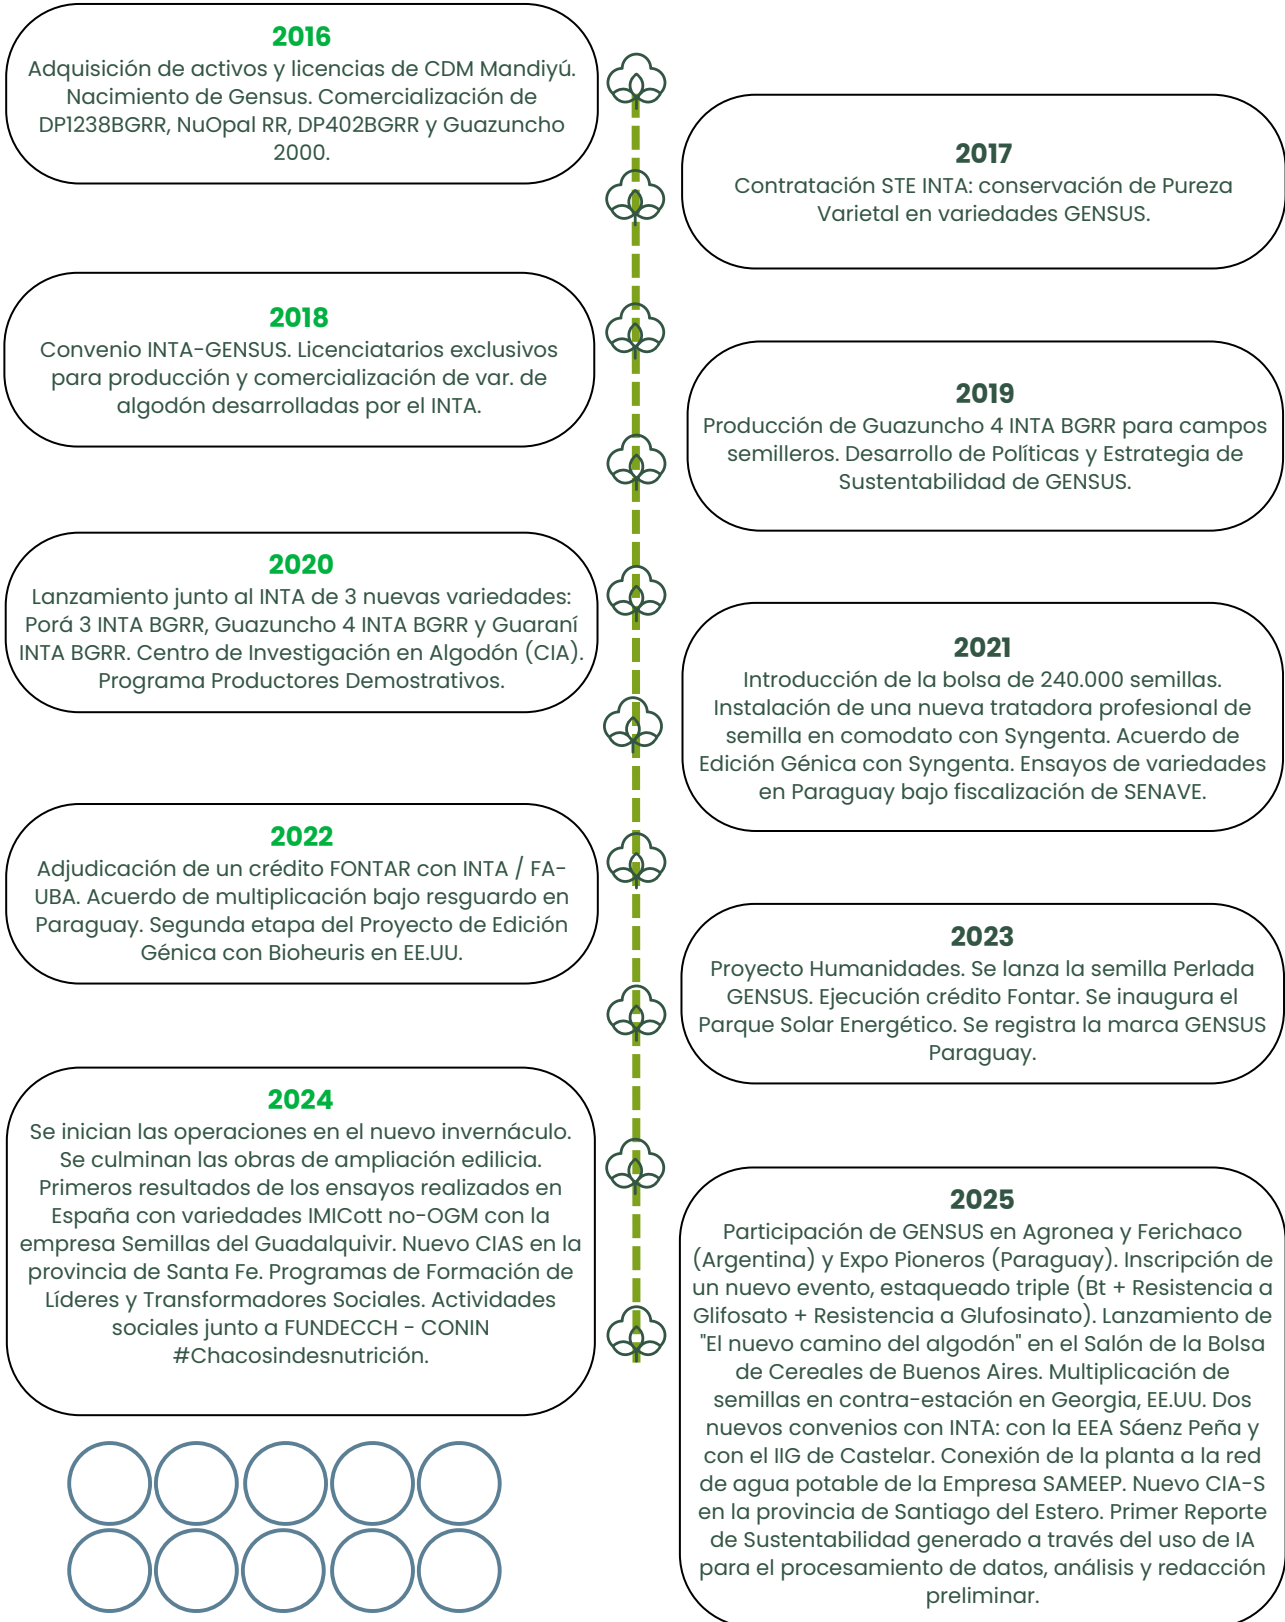 2016
Adquisición de activos y licencias de CDM Mandiyú.
Nacimiento de Gensus. Comercialización de
DP1238BGRR, NuOpal RR, DP402BGRR y Guazuncho
2000.
2017
Contratación STE INTA: conservación de Pureza
Varietal en variedades GENSUS.
2018
Convenio INTA-GENSUS. Licenciatarios exclusivos
para producción y comercialización de var. de
algodón desarrolladas por el INTA.
2019
Producción de Guazuncho 4 INTA BGRR para campos
semilleros. Desarrollo de Políticas y Estrategia de
Sustentabilidad de GENSUS.
2020
Lanzamiento junto al INTA de 3 nuevas variedades:
Porá 3 INTA BGRR, Guazuncho 4 INTA BGRR y Guaraní
INTA BGRR. Centro de Investigación en Algodón (CIA).
Programa Productores Demostrativos.
2021
Introducción de la bolsa de 240.000 semillas.
Instalación de una nueva tratadora profesional de
semilla en comodato con Syngenta. Acuerdo de
Edición Génica con Syngenta. Ensayos de variedades
en Paraguay bajo fiscalización de SENAVE.
2022
Adjudicación de un crédito FONTAR con INTA / FA-
UBA. Acuerdo de multiplicación bajo resguardo en
Paraguay. Segunda etapa del Proyecto de Edición
Génica con Bioheuris en EE.UU.
2023
Proyecto Humanidades. Se lanza la semilla Perlada
GENSUS. Ejecución crédito Fontar. Se inaugura el
Parque Solar Energético. Se registra la marca GENSUS
Paraguay.
2024
Se inician las operaciones en el nuevo invernáculo.
Se culminan las obras de ampliación edilicia.
Primeros resultados de los ensayos realizados en
España con variedades IMICott no-OGM con la
empresa Semillas del Guadalquivir. Nuevo CIAS en la
provincia de Santa Fe. Programas de Formación de
Líderes y Transformadores Sociales. Actividades
sociales junto a FUNDECCH - CONIN
#Chacosindesnutrición.
2025
Participación de GENSUS en Agronea y Ferichaco
(Argentina) y Expo Pioneros (Paraguay). Inscripción de
un nuevo evento, estaqueado triple (Bt + Resistencia a
Glifosato + Resistencia a Glufosinato). Lanzamiento de
"El nuevo camino del algodón" en el Salón de la Bolsa
de Cereales de Buenos Aires. Multiplicación de
semillas en contra-estación en Georgia, EE.UU. Dos
nuevos convenios con INTA: con la EEA Sáenz Peña y
con el IIG de Castelar. Conexión de la planta a la red
de agua potable de la Empresa SAMEEP. Nuevo CIA-S
en la provincia de Santiago del Estero. Primer Reporte
de Sustentabilidad generado a través del uso de IA
para el procesamiento de datos, análisis y redacción
preliminar.